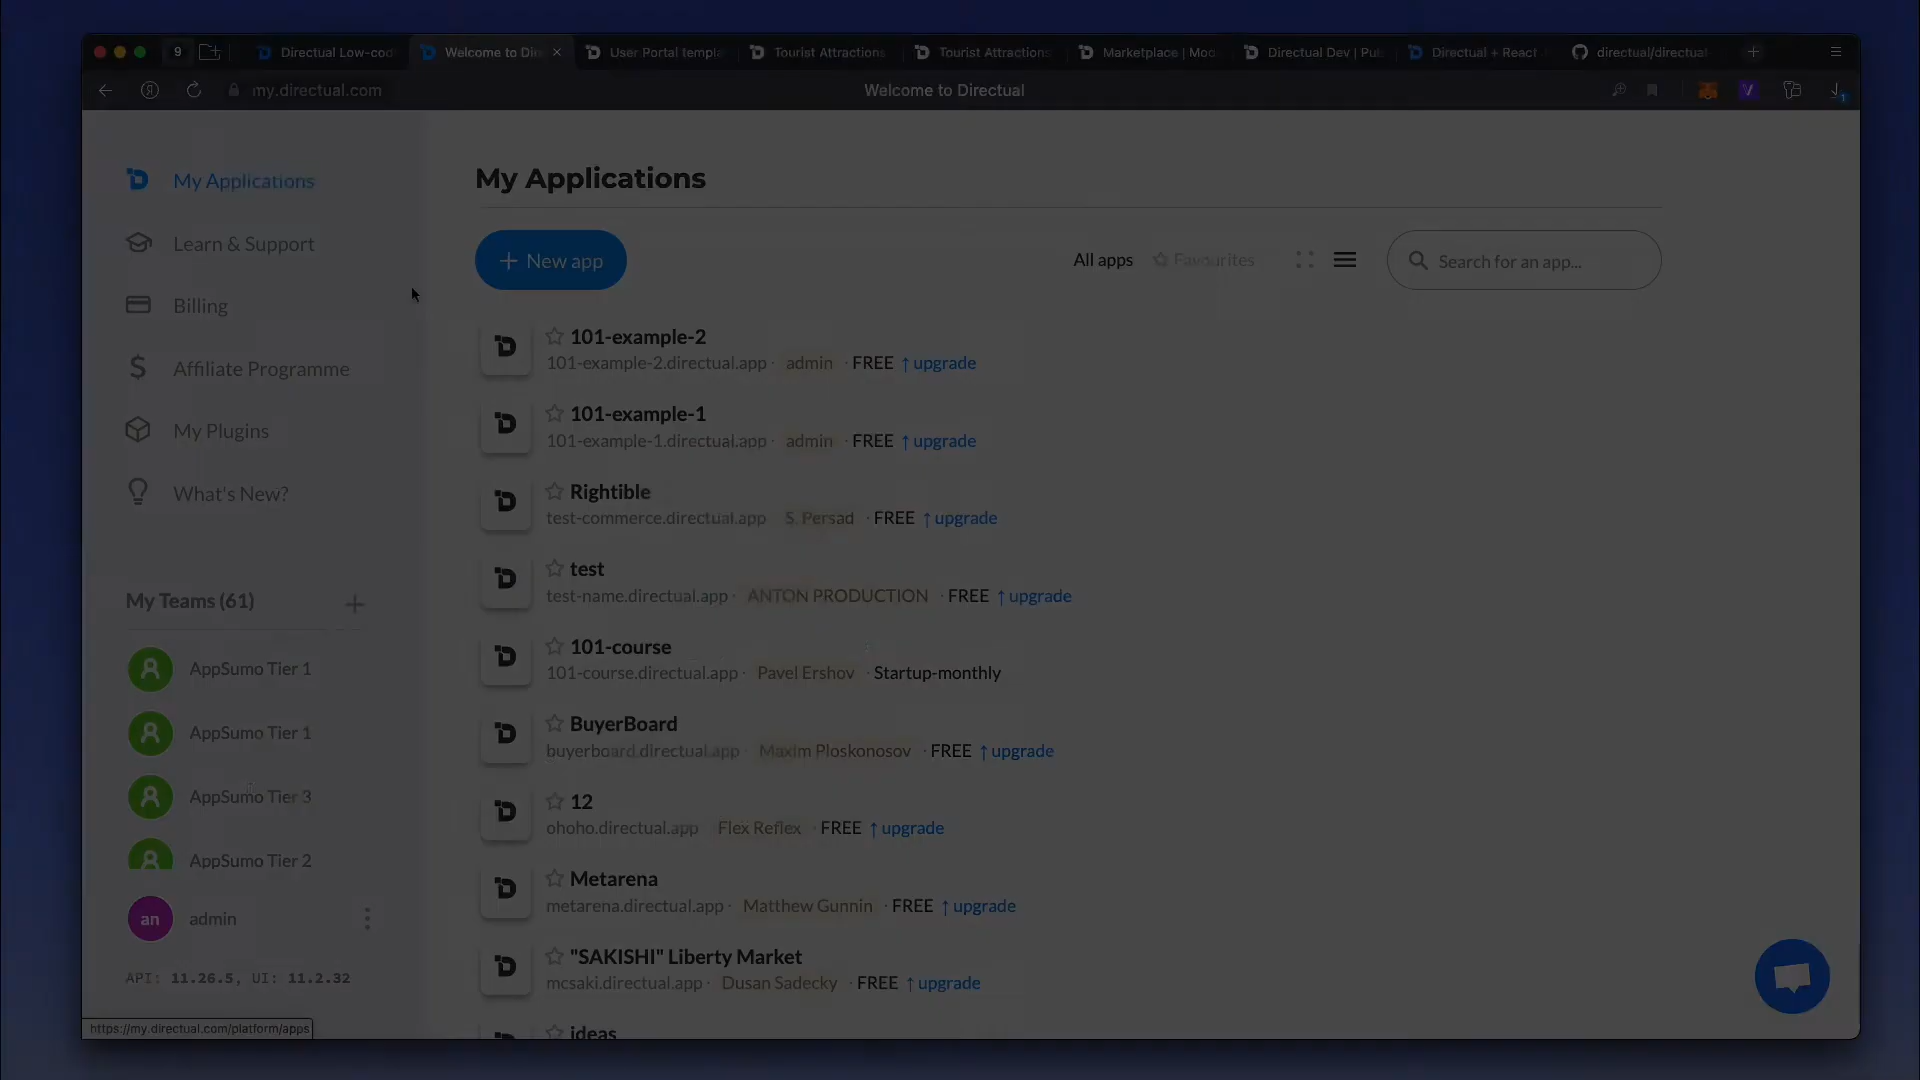 9
Directual Low-cod
Welcome to Dir
User Portal templa
Tourist Attractions
Tourist Attractions
Marketplace | Moc
Directual Dev | Pub
Directual + React
directual/directual
my.directual.com
Welcome to Directual
1
My Applications
Learn & Support
Billing
Affiliate Programme
My Plugins
What's New?
My Teams (61)
AppSumo Tier 1
AppSumo Tier 1
AppSumo Tier 3
AppSumo Tier 2
an admin
API: 11.26.5, UI: 11.2.32
https://my.directual.com/platform/apps
My Applications
+ New app
All apps
Favourites
Search for an app...
101-example-2
101-example-2.directual.app · admin · FREE ↑ upgrade
101-example-1
101-example-1.directual.app · admin · FREE ↑ upgrade
Rightible
test-commerce.directual.app S. Persad · FREE ↑ upgrade
test
test-name.directual.app · ANTON PRODUCTION · FREE ↑ upgrade
101-course
101-course.directual.app · Pavel Ershov · Startup-monthly
BuyerBoard
buyerboard.directual.app · Maxim Ploskonosov · FREE ↑ upgrade
12
ohoho.directual.app · Flex Reflex · FREE ↑ upgrade
Metarena
metarena.directual.app · Matthew Gunnin · FREE ↑ upgrade
"SAKISHI" Liberty Market
mcsaki.directual.app · Dusan Sadecky · FREE ↑ upgrade
ideas